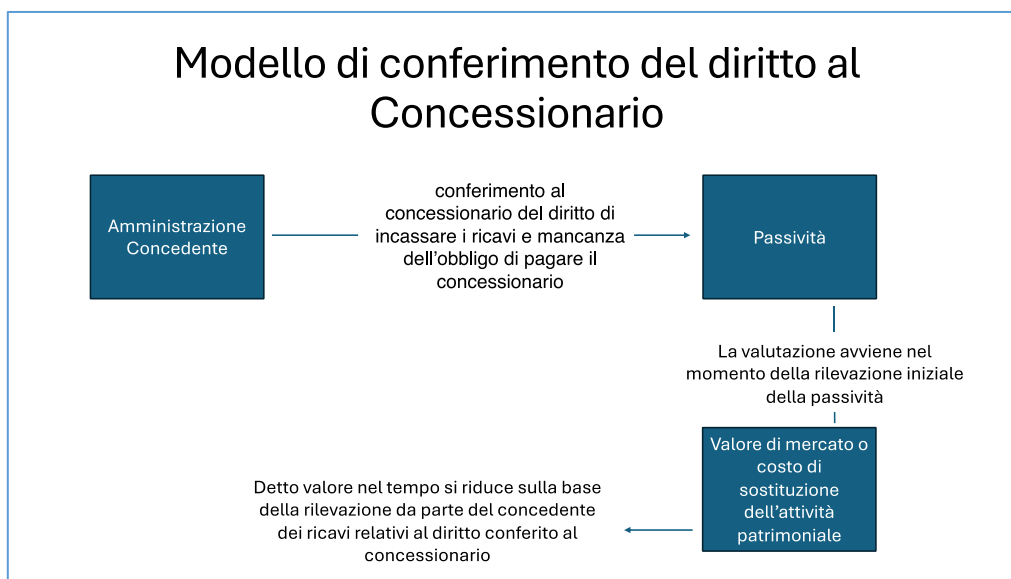 Modello di conferimento del diritto al
Concessionario
Amministrazione
Concedente
conferimento al
concessionario del diritto di
incassare i ricavi e mancanza
dell'obbligo di pagare il
concessionario
Passività
La valutazione avviene nel
momento della rilevazione iniziale
della passività
Valore di mercato o
costo di
sostituzione
dell'attività
patrimoniale
Detto valore nel tempo si riduce sulla base
della rilevazione da parte del concedente
dei ricavi relativi al diritto conferito al
concessionario